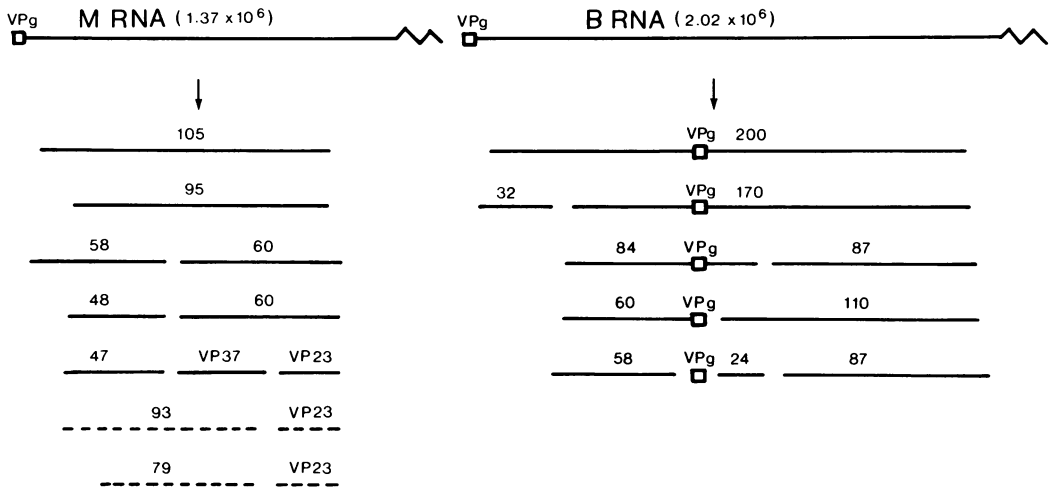 VPg M RNA (1.37 x 10⁶) VPg B RNA (2.02 x 10⁶)
105 VPg 200
95 32 VPg 170
58 60 84 VPg 87
48 60 60 VPg 110
47 VP37 VP23 58 VPg 24 87
93 VP23
79 VP23